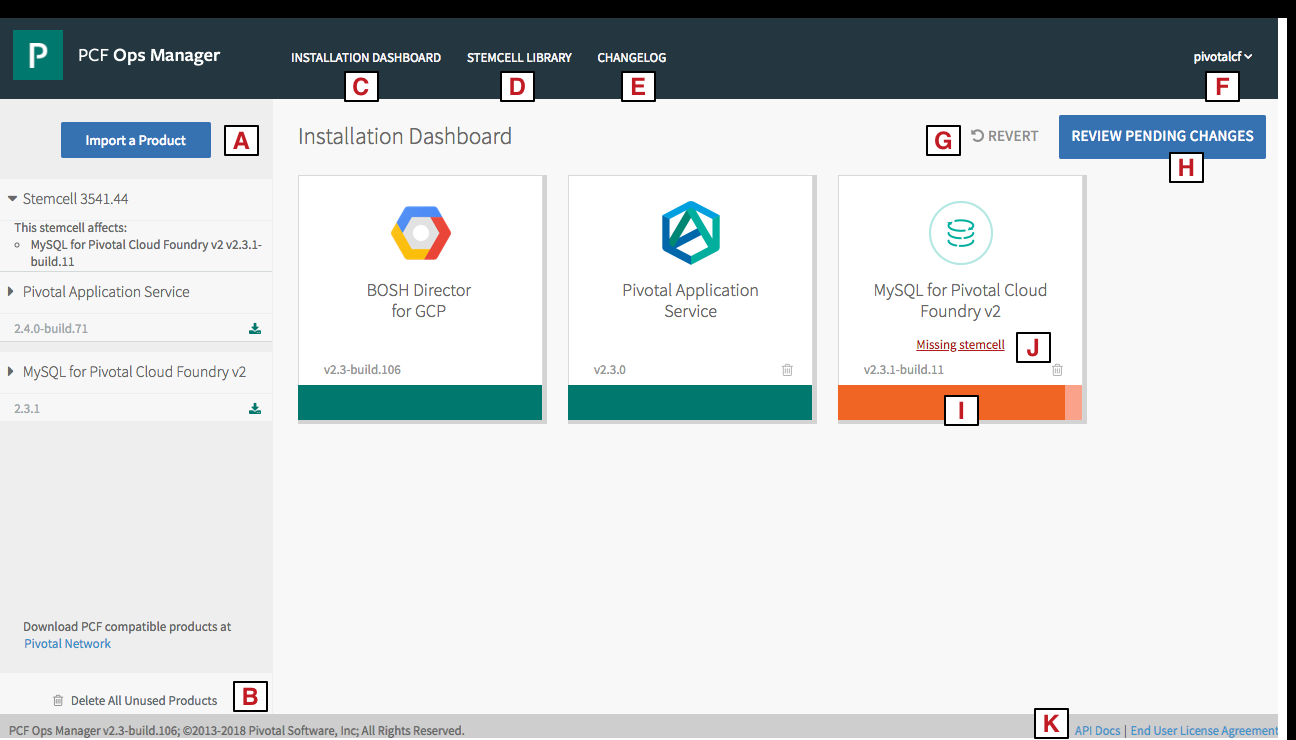 P PCF Ops Manager
INSTALLATION DASHBOARD STEMCELL LIBRARY CHANGELOG pivotalcf
C D E F
Import a Product A
Stemcell 3541.44
This stemcell affects:
MySQL for Pivotal Cloud Foundry v2 v2.3.1-
build.11
Pivotal Application Service
2.4.0-build.71
MySQL for Pivotal Cloud Foundry v2
2.3.1
Download PCF compatible products at
Pivotal Network
Delete All Unused Products B
Installation Dashboard
G REVERT REVIEW PENDING CHANGES
H
BOSH Director
for GCP
v2.3-build.106
Pivotal Application
Service
v2.3.0
MySQL for Pivotal Cloud
Foundry v2
Missing stemcell J
v2.3.1-build.11
I
PCF Ops Manager v2.3-build.106; ©2013-2018 Pivotal Software, Inc; All Rights Reserved.
K API Docs | End User License Agreement